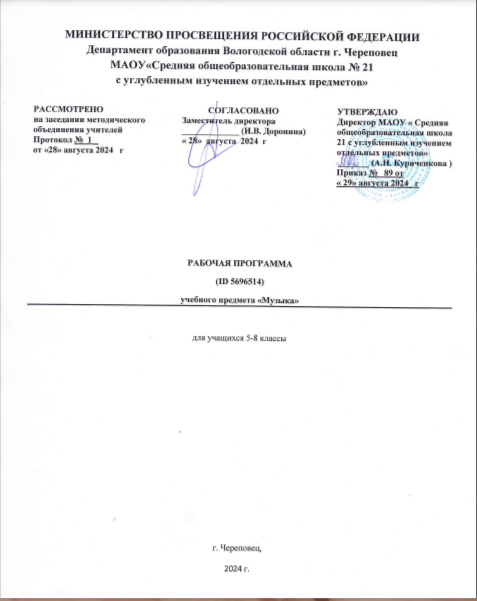 МИНИСТЕРСТВО ПРОСВЕЩЕНИЯ РОССИЙСКОЙ ФЕДЕРАЦИИ
Департамент образования Вологодской области г. Череповец
МАОУ«Средняя общеобразовательная школа № 21
с углубленным изучением отдельных предметов»
РАССМОТРЕНО
на заседании методического
объединения учителей
Протокол № 1
от «28» августа 2024 г
СОГЛАСОВАНО
Заместитель директора
(И.В. Доронина)
« 28» августа 2024 г
УТВЕРЖДАЮ
Директор МАОУ « Средняя
общеобразовательная школа
21 с углубленным изучением
отдельных предметов»
(А.Н. Куриченкова )
Приказ № 89 от
« 29» августа 2024 г
РАБОЧАЯ ПРОГРАММА
(ID 5696514)
учебного предмета «Музыка»
для учащихся 5-8 классы
г. Череповец,
2024 г.